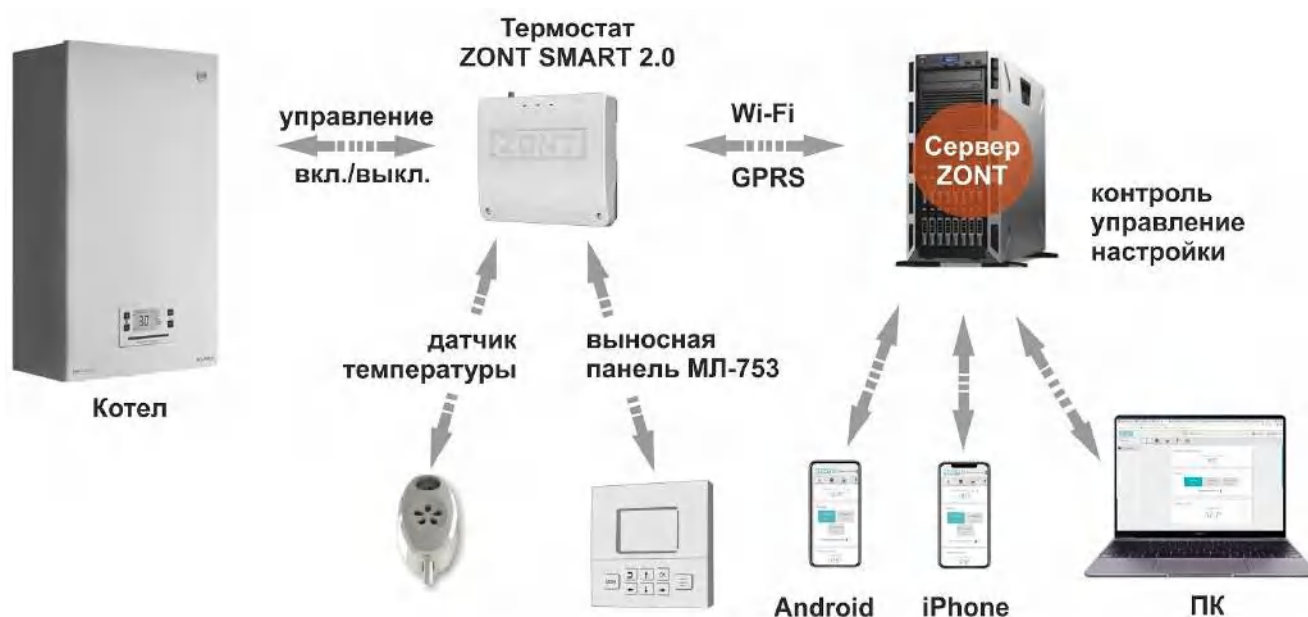 Термостат
ZONT SMART 2.0
ZONT
управление
вкл./выкл.
Wi-Fi
GPRS
Сервер
ZONT
контроль
управление
настройки
датчик
температуры
выносная
панель МЛ-753
Котел
Android
iPhone
ПК